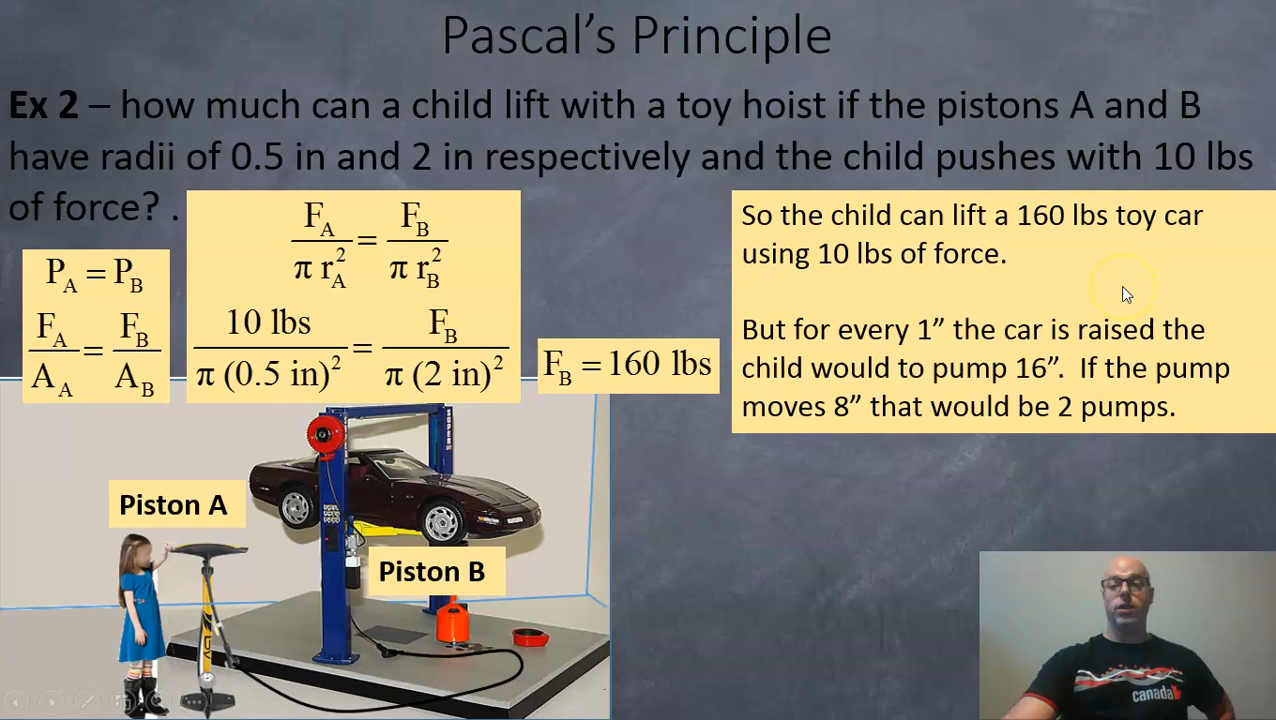 Pascal's Principle
Ex 2 – how much can a child lift with a toy hoist if the pistons A and B
have radii of 0.5 in and 2 in respectively and the child pushes with 10 lbs
of force? .
P_A = P_B
F_A / A_A = F_B / A_B
F_A / π r_A^2 = F_B / π r_B^2
10 lbs / π (0.5 in)^2 = F_B / π (2 in)^2
F_B = 160 lbs
So the child can lift a 160 lbs toy car
using 10 lbs of force.
But for every 1” the car is raised the
child would to pump 16”. If the pump
moves 8” that would be 2 pumps.
Piston A
Piston B
canada